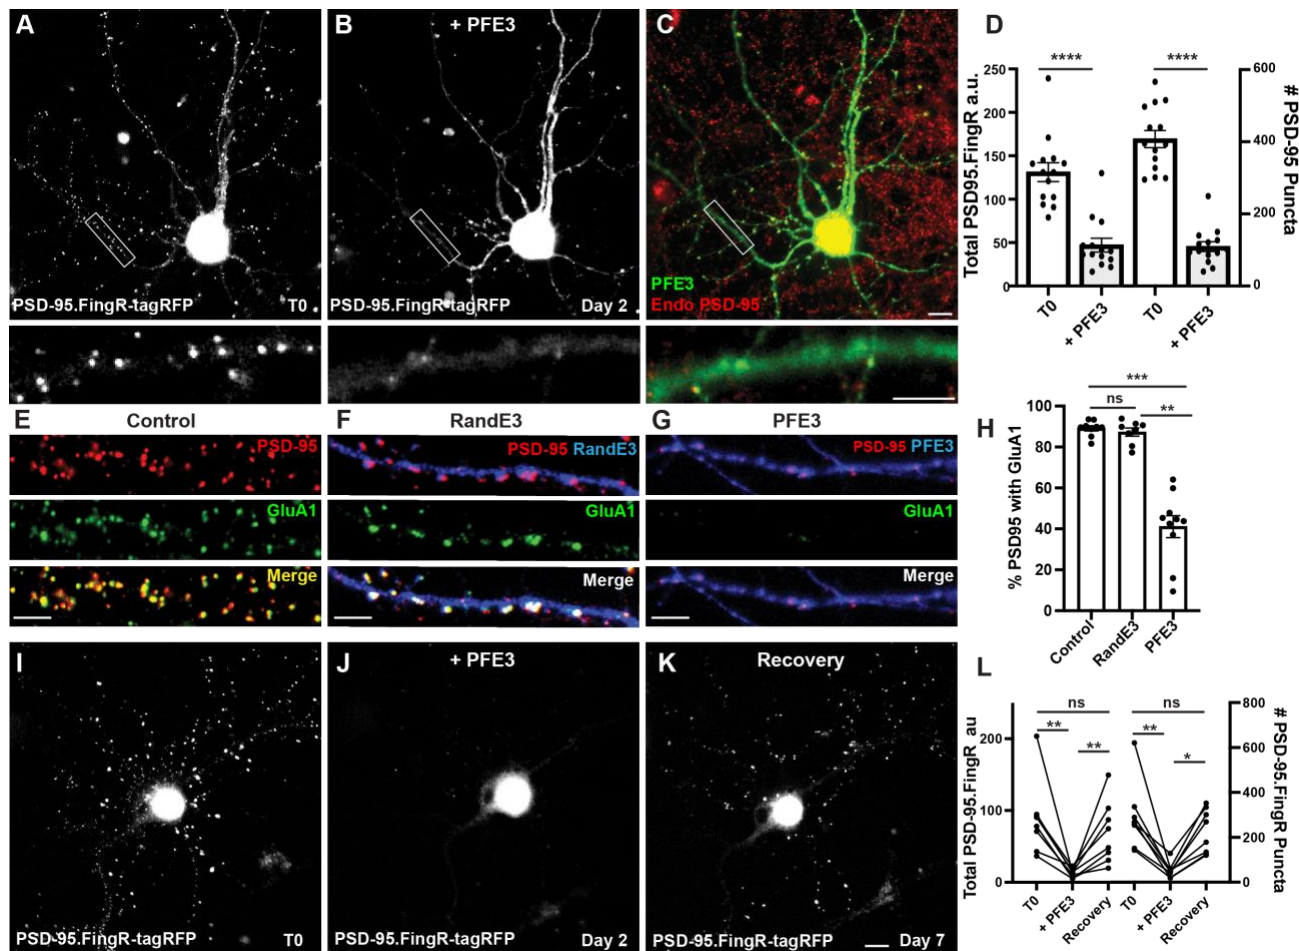 A
B
+ PFE3
C
PSD-95.FingR-tagRFP
T0
PSD-95.FingR-tagRFP
Day 2
PFE3
Endo PSD-95
D
****
****
Total PSD95.FingR a.u.
250
200
150
100
50
0
600
400
200
0
# PSD-95 Puncta
T0
+ PFE3
T0
+ PFE3
E
Control
PSD-95
GluA1
Merge
F
RandE3
PSD-95 RandE3
GluA1
Merge
G
PFE3
PSD-95 PFE3
GluA1
Merge
H
***
ns
**
% PSD95 with GluA1
100
80
60
40
20
0
Control
RandE3
PFE3
I
PSD-95.FingR-tagRFP
T0
J
+ PFE3
PSD-95.FingR-tagRFP
Day 2
K
Recovery
PSD-95.FingR-tagRFP
Day 7
L
ns
ns
**
**
**
*
Total PSD-95.FingR au
200
100
0
800
600
400
200
0
# PSD-95.FingR Puncta
T0
+ PFE3
Recovery
T0
+ PFE3
Recovery